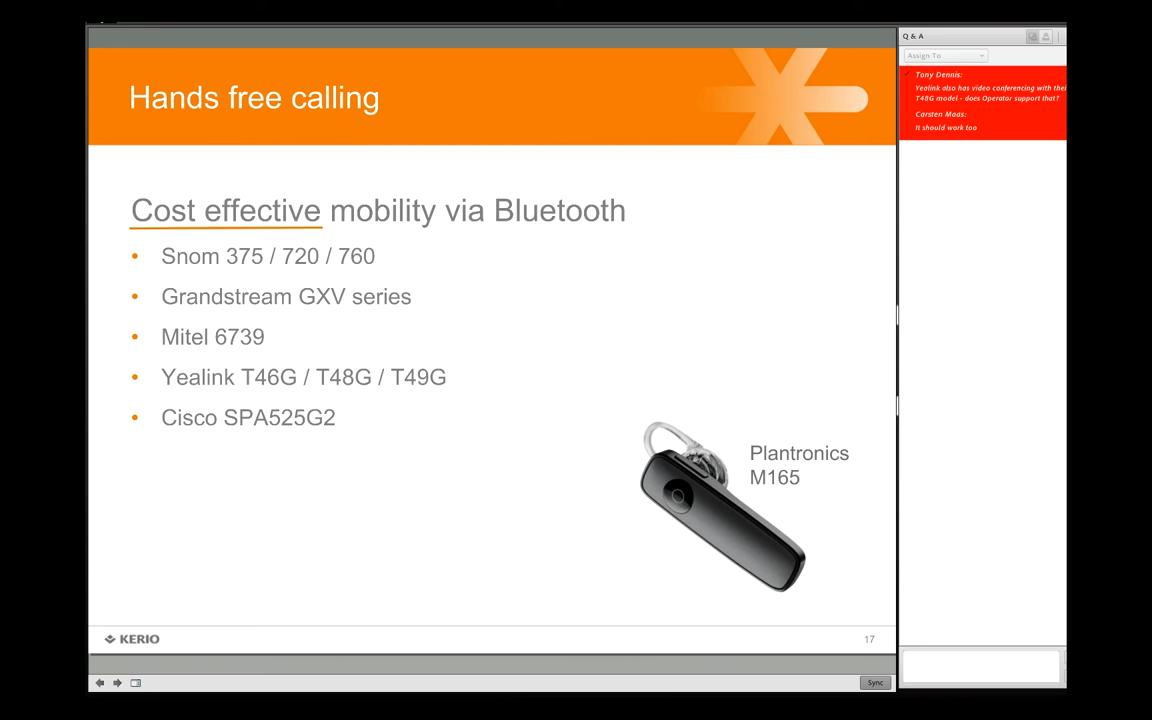 Hands free calling
Cost effective mobility via Bluetooth
• Snom 375 / 720 / 760
• Grandstream GXV series
• Mitel 6739
• Yealink T46G / T48G / T49G
• Cisco SPA525G2
Plantronics
M165
KERIO
17
Sync
Q & A
Assign To
Tony Dennis:
Yealink also has video conferencing with
T48G model - does Operator support that?
Carsten Maas:
It should work too